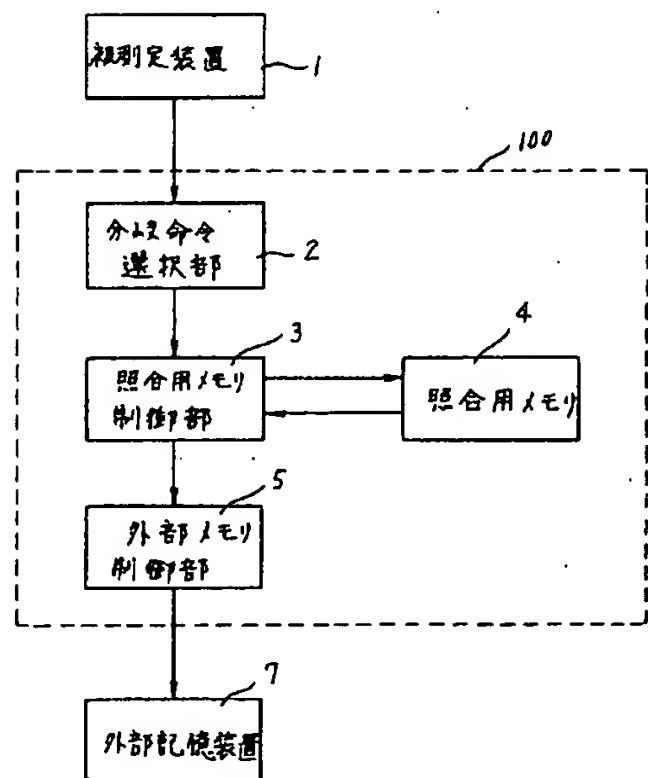 被測定装置
1
100
分岐命令
選択部
2
3
照合用メモリ
制御部
4
照合用メモリ
5
外部メモリ
制御部
7
外部記憶装置